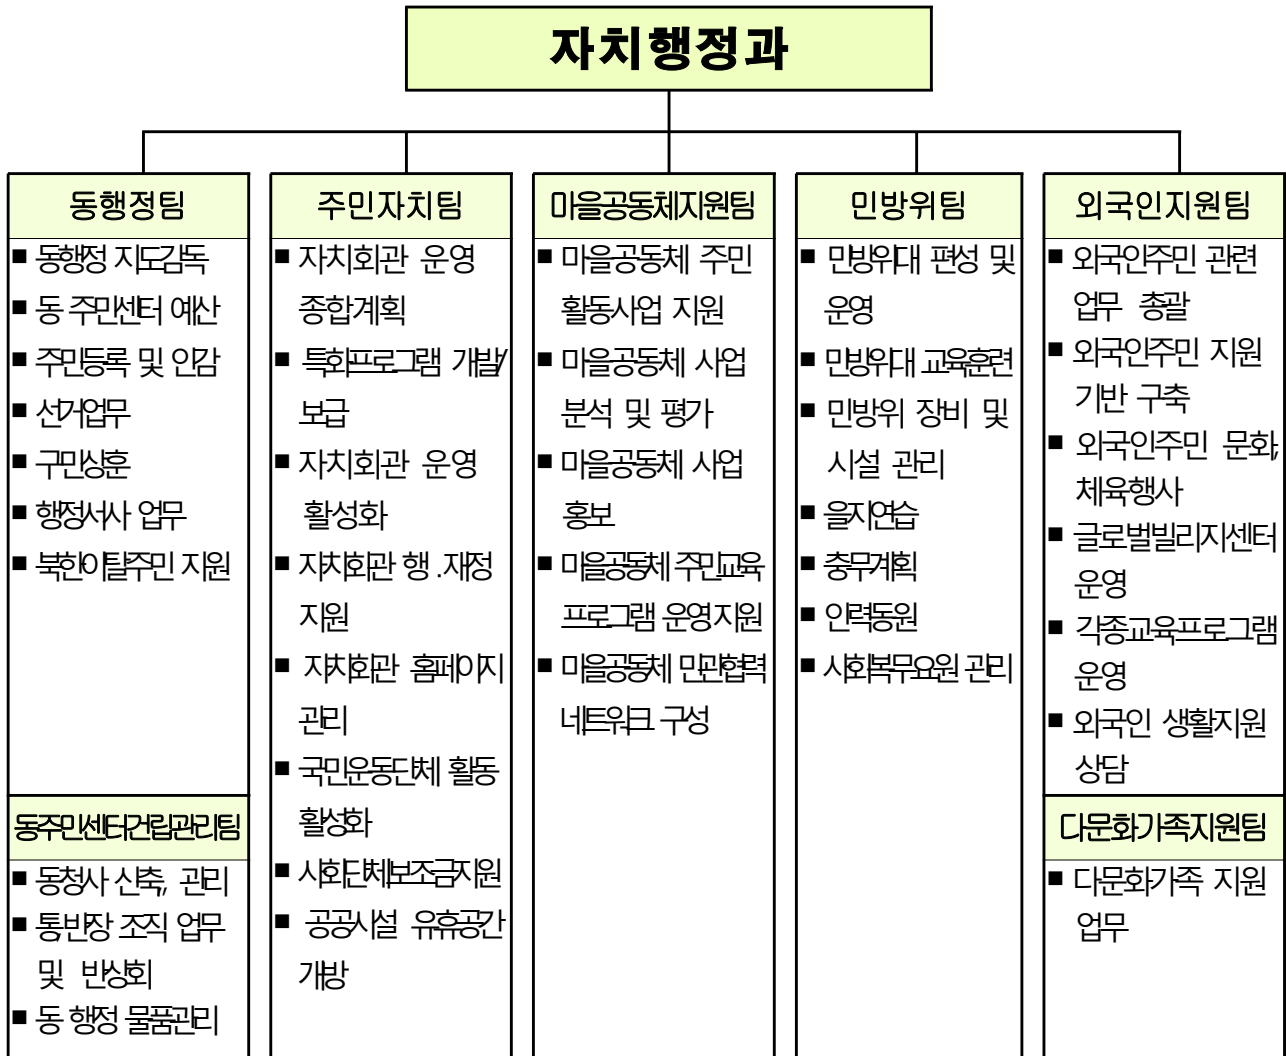 자치행정과
동행정팀
■ 동행정 지도감독
■ 동 주민센터 예산
■ 주민등록 및 인감
■ 선거업무
■ 구민상훈
■ 행정서사 업무
■ 북한이탈주민 지원
동주민센터건립관리팀
■ 동청사 신축, 관리
■ 통반장 조직 업무
및 반상회
■ 동 행정 물품관리
주민자치팀
■ 자치회관 운영
종합계획
■ 특화프로그램 개발/
보급
■ 자치회관 운영
활성화
■ 자치회관 행.재정
지원
■ 자치회관 홈페이지
관리
■ 국민운동단체 활동
활성화
■ 사회단체보조금지원
■ 공공시설 유휴공간
개방
마을공동체지원팀
■ 마을공동체 주민
활동사업 지원
■ 마을공동체 사업
분석 및 평가
■ 마을공동체 사업
홍보
■ 마을공동체 주민교육
프로그램 운영지원
■ 마을공동체 민관협력
네트워크 구성
민방위팀
■ 민방위대 편성 및
운영
■ 민방위대 교육훈련
■ 민방위 장비 및
시설 관리
■ 을지연습
■ 충무계획
■ 인력동원
■ 사회복무요원 관리
외국인지원팀
■ 외국인주민 관련
업무 총괄
■ 외국인주민 지원
기반 구축
■ 외국인주민 문화,
체육행사
■ 글로벌빌리지센터
운영
■ 각종교육프로그램
운영
■ 외국인 생활지원
상담
다문화가족지원팀
■ 다문화가족 지원
업무